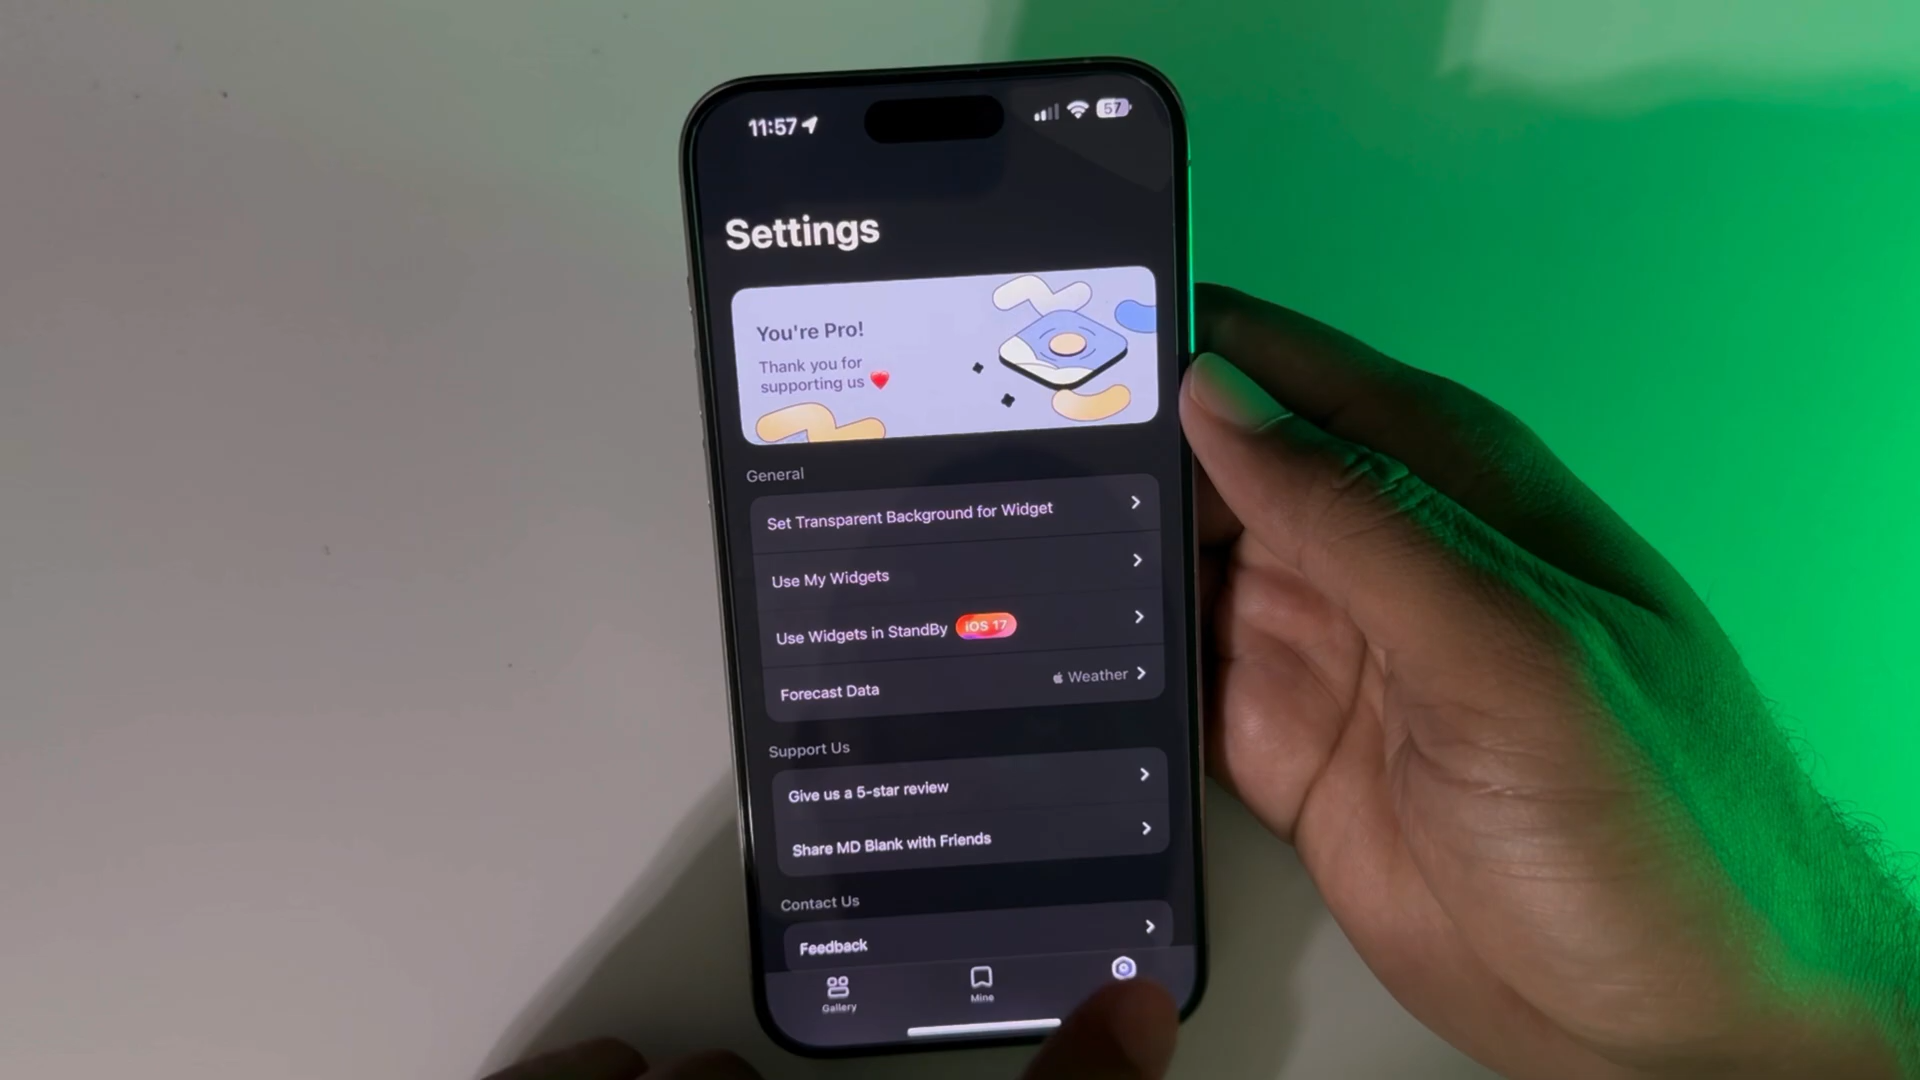 11:57
57
Settings
You're Pro!
Thank you for
supporting us
General
Set Transparent Background for Widget
Use My Widgets
Use Widgets in StandBy iOS 17
Forecast Data Weather
Support Us
Give us a 5-star review
Share MD Blank with Friends
Contact Us
Feedback
Gallery
Mine